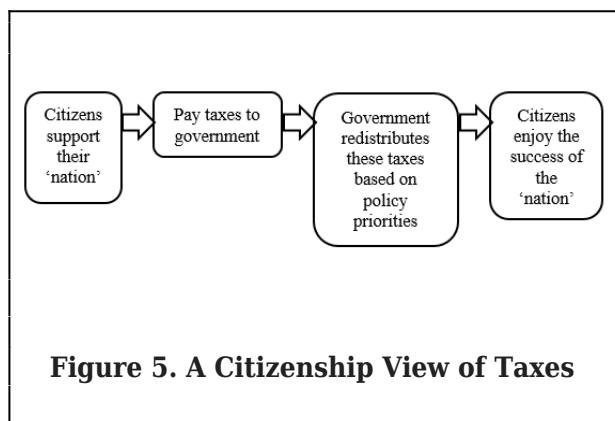 Citizens
support
their
‘nation’
Pay taxes to
government
Government
redistributes
these taxes
based on
policy
priorities
Citizens
enjoy the
success of
the
‘nation’
Figure 5. A Citizenship View of Taxes